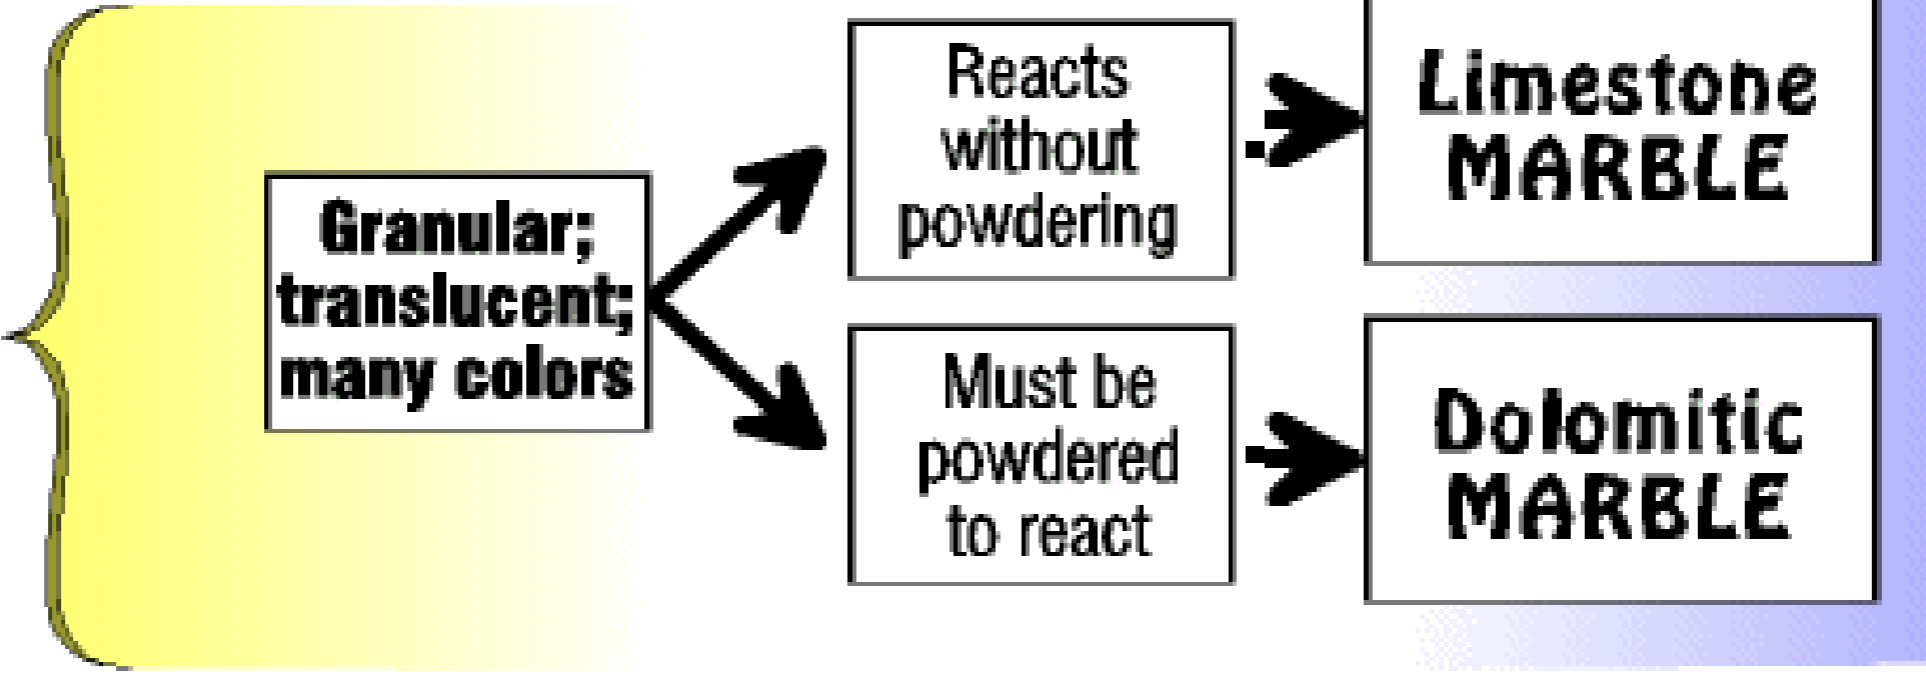 Granular;
translucent;
many colors
Reacts
without
powdering
Limestone
MARBLE
Must be
powdered
to react
Dolomitic
MARBLE